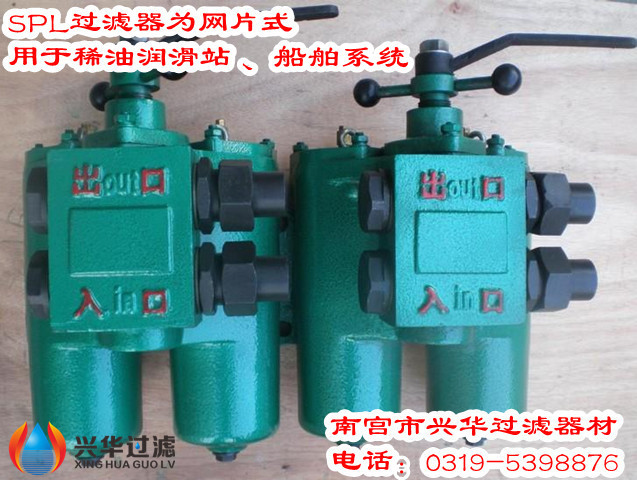 SPL过滤器为网片式
用于稀油润滑站、船舶系统
出out口
出out口
入in口
入in口
兴华过滤
XING HUA GUO LV
南宫市兴华过滤器材
电话：0319-5398876